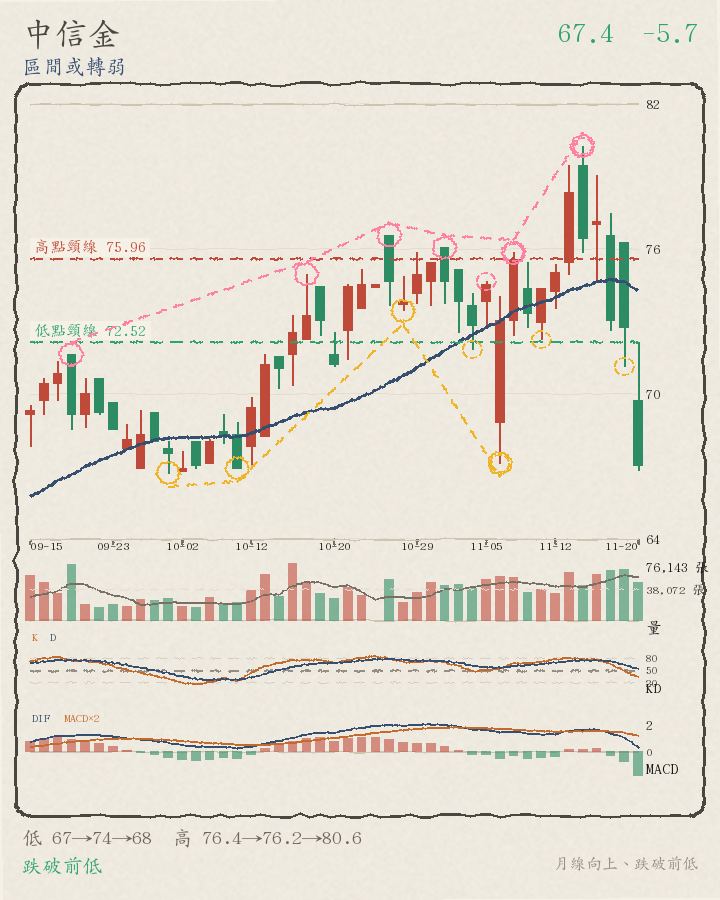 中信金
67.4 -5.7
區間或轉弱
82
高點頸線 75.96
76
低點頸線 72.52
70
64
09-15 09-23 10-02 10-12 10-20 10-29 11-05 11-12 11-20
76,143 張
38,072 張
量
K D
80
50
20
KD
DIF MACD×2
2
0
MACD
低 67→74→68 高 76.4→76.2→80.6
跌破前低
月線向上、跌破前低